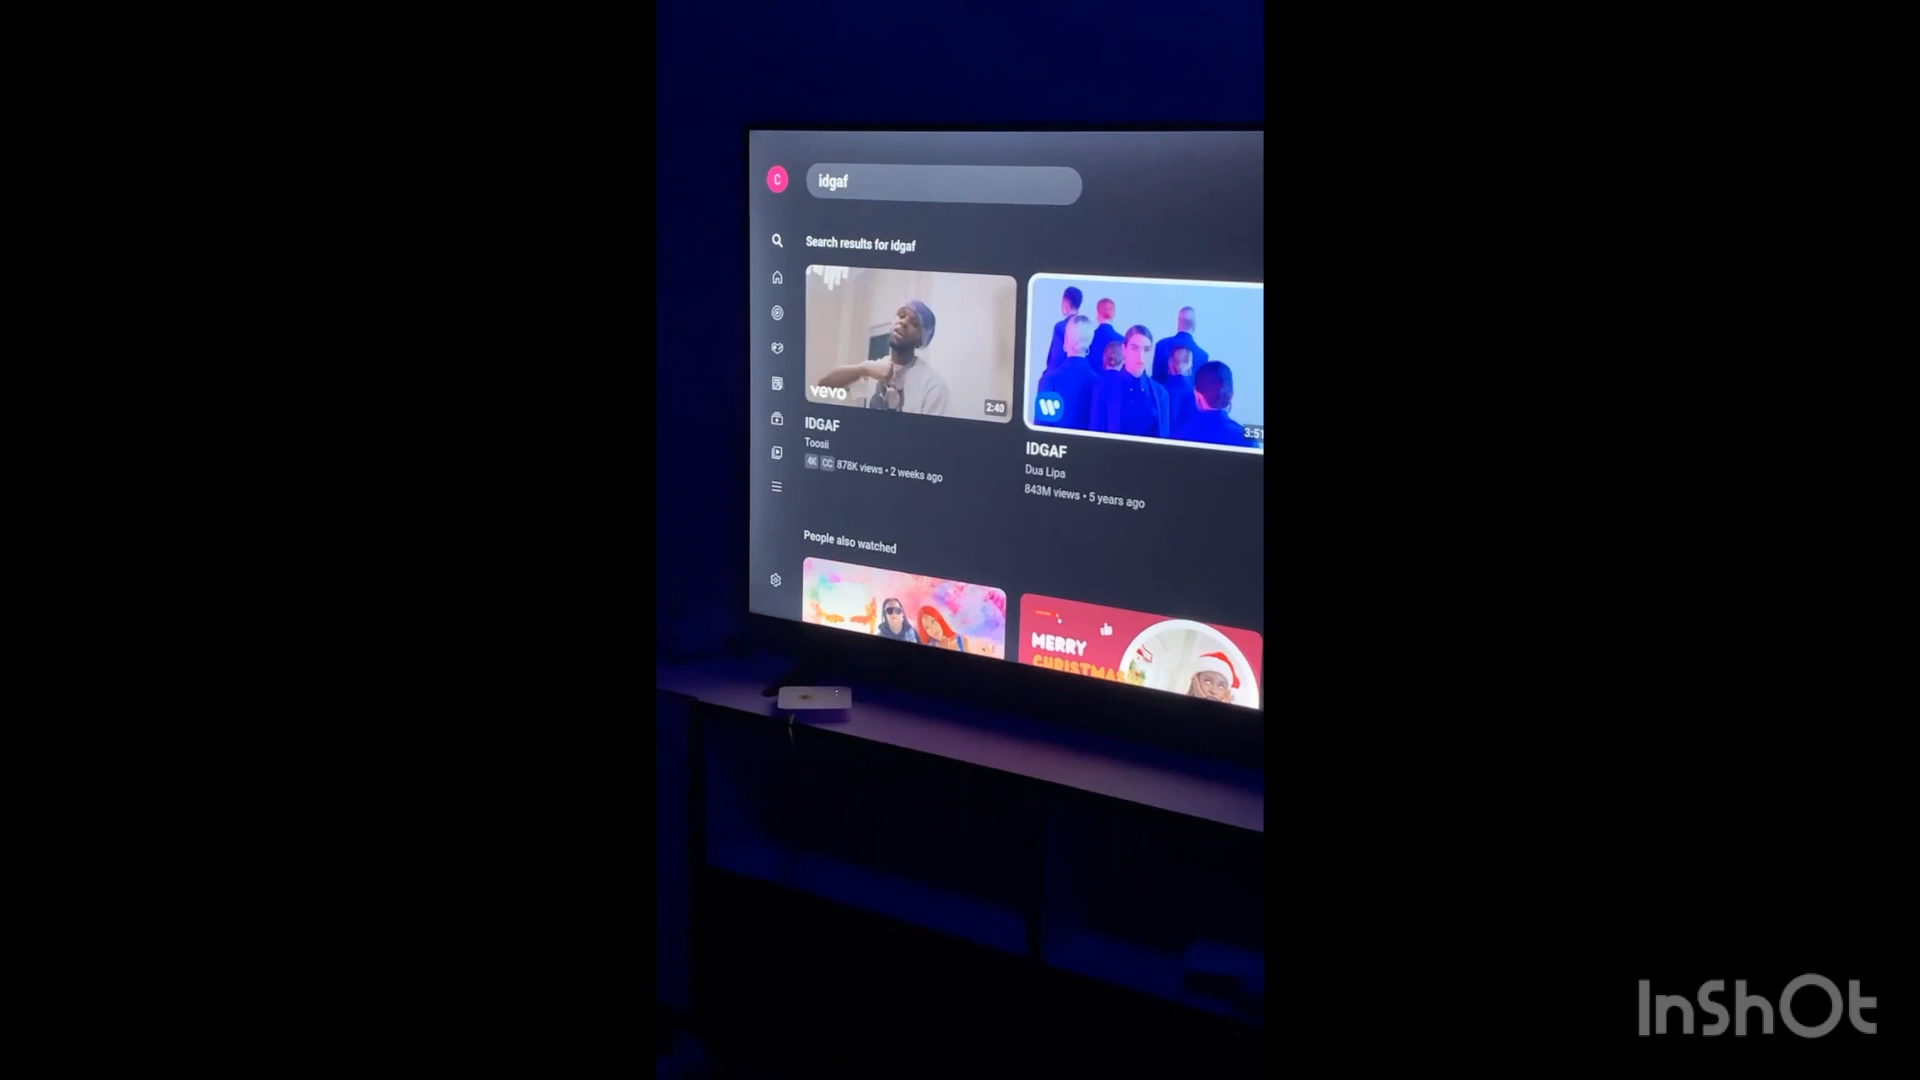 C
idgaf
Search results for idgaf
vevo
2:40
IDGAF
Toosii
4K CC 878K views • 2 weeks ago
W
3:51
IDGAF
Dua Lipa
843M views • 5 years ago
People also watched
MERRY
CHRISTMAS
InShOt